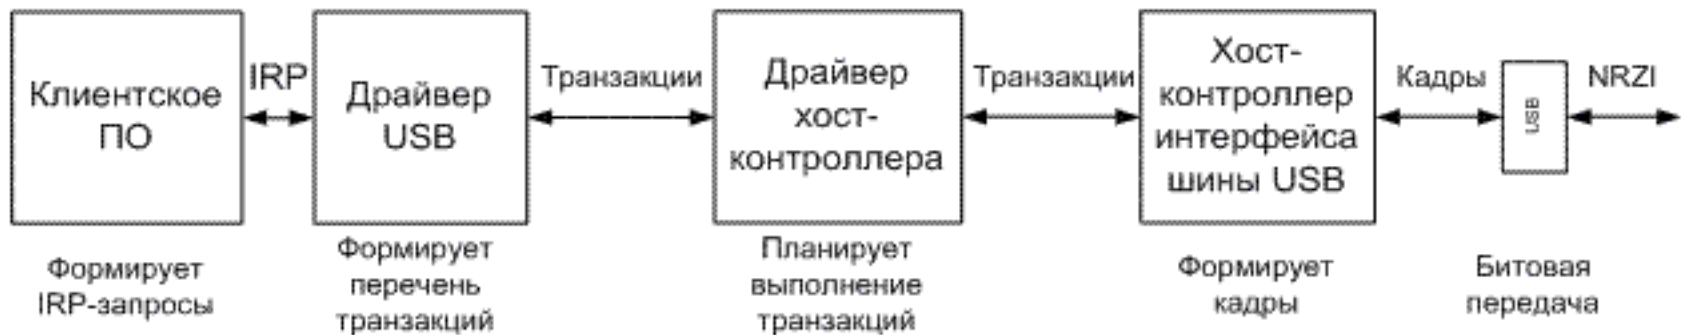 Клиентское
ПО
IRP
Драйвер
USB
Транзакции
Драйвер
хост-
контроллера
Транзакции
Хост-
контроллер
интерфейса
шины USB
Кадры
USB
NRZI
Формирует
IRP-запросы
Формирует
перечень
транзакций
Планирует
выполнение
транзакций
Формирует
кадры
Битовая
передача